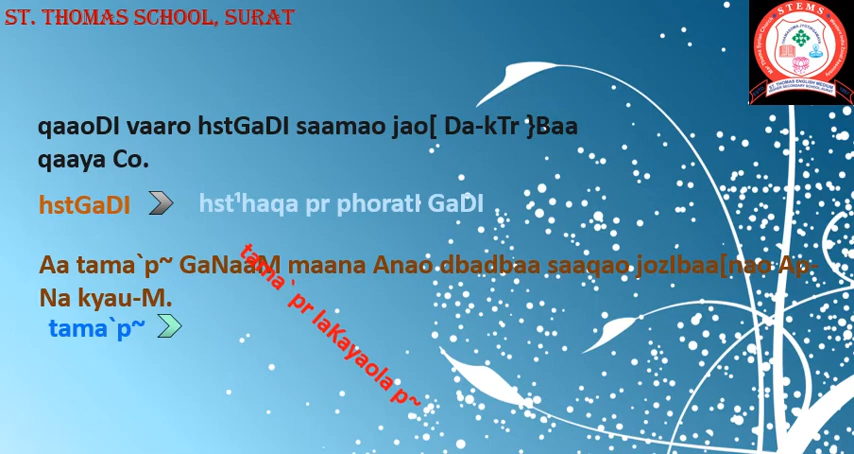 ST. THOMAS SCHOOL, SURAT
STEMS
qaaoDI vaaro hstGaDI saamao jao[ Da-kTr }Baa
qaaya Co.
hstGaDI
hst¹haqa pr phoratI GaDI
Aa tama`p~ GaNaaM maana Anao dbadbaa saaqao jozIbaa[nao Ap-
Na kyau-M.
tama`p~
tama`pr laKayaola p~